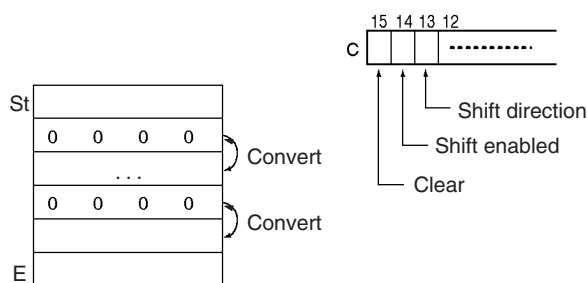 15 14 13 12
C
Shift direction
Shift enabled
Clear
St
0 0 0 0
Convert
...
0 0 0 0
Convert
E